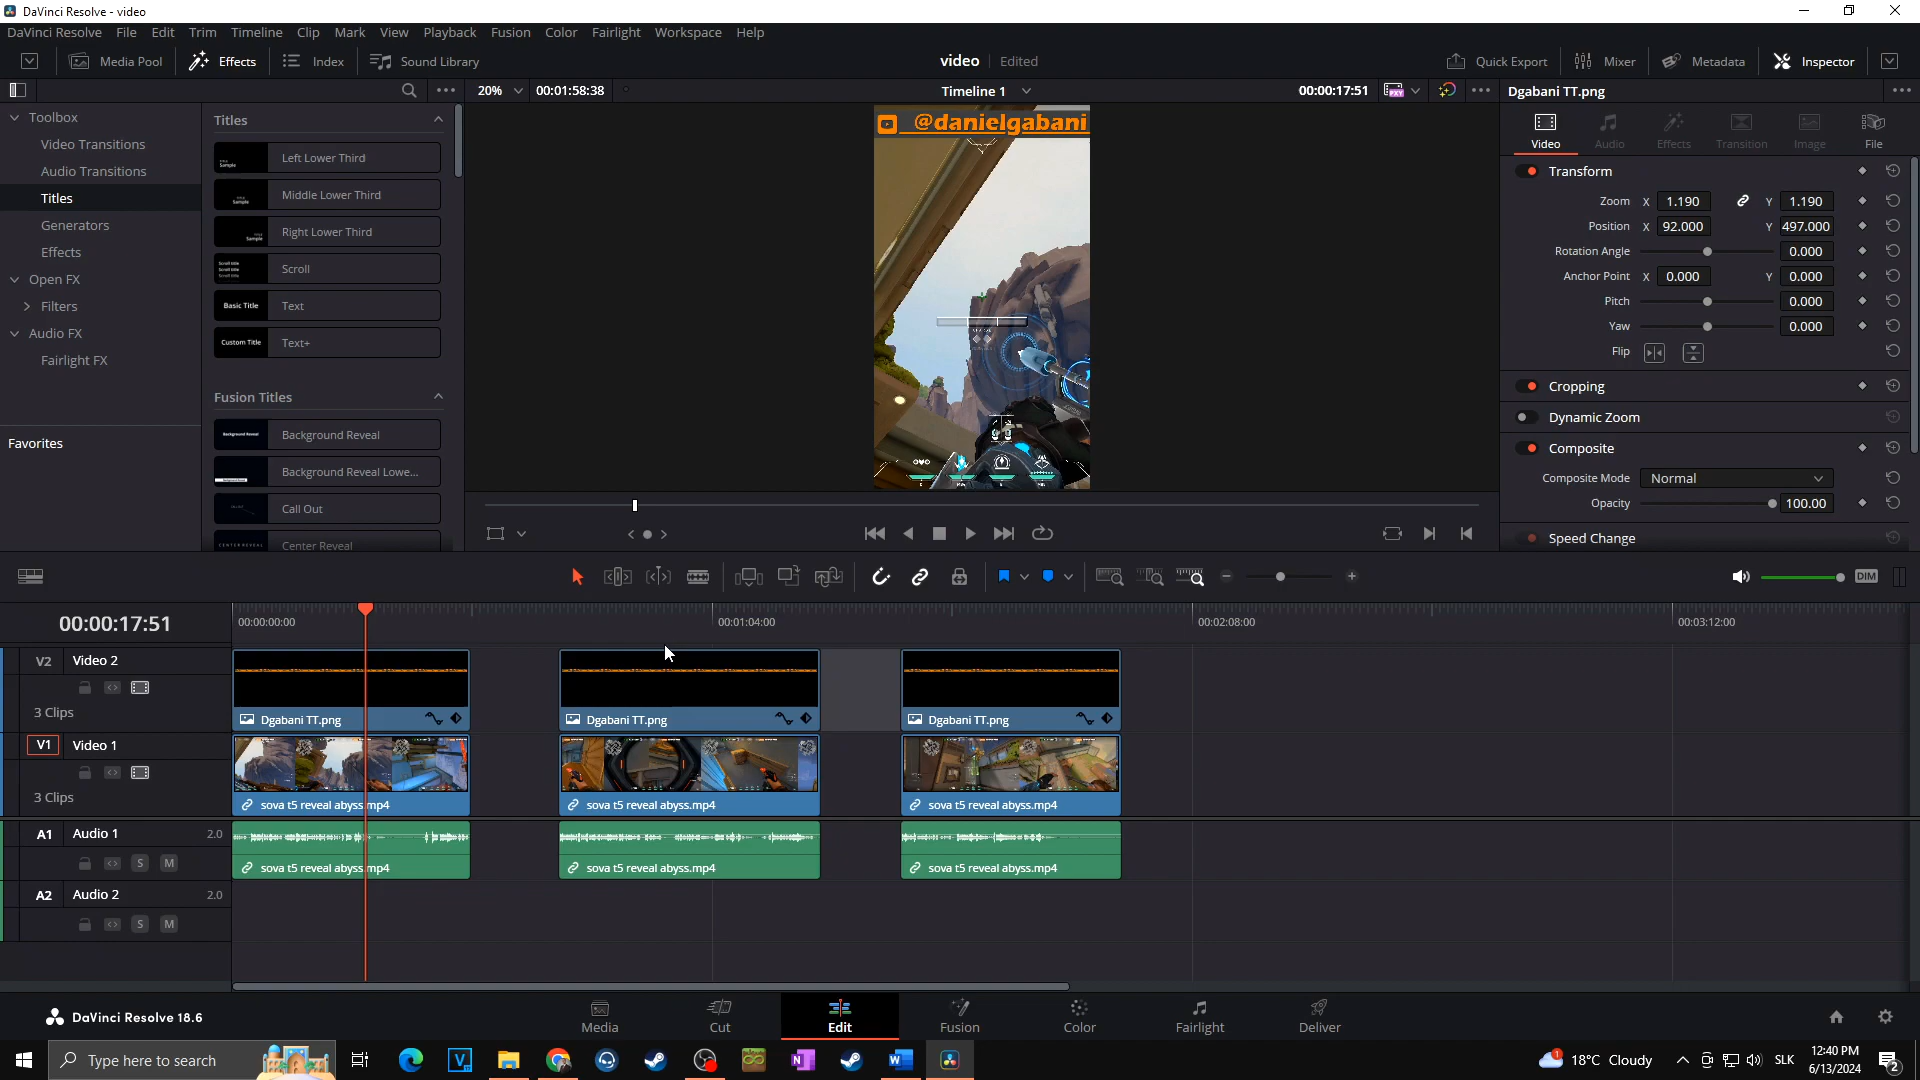 DaVinci Resolve - video
DaVinci Resolve File Edit Trim Timeline Clip Mark View Playback Fusion Color Fairlight Workspace Help
Media Pool Effects Index Sound Library video Edited Quick Export Mixer Metadata Inspector
20% 00:01:58:38 Timeline 1 00:00:17:51 Dgabani TT.png
Toolbox
Video Transitions
Audio Transitions
Titles
Generators
Effects
Open FX
Filters
Audio FX
Fairlight FX
Favorites
Titles
Left Lower Third
Middle Lower Third
Right Lower Third
Scroll
Basic Title Text
Custom Title Text+
Fusion Titles
Background Reveal
Background Reveal Lowe...
Call Out
Center Reveal
@danielgabani
Video Audio Effects Transition Image File
Transform
Zoom X 1.190 Y 1.190
Position X 92.000 Y 497.000
Rotation Angle 0.000
Anchor Point X 0.000 Y 0.000
Pitch 0.000
Yaw 0.000
Flip
Cropping
Dynamic Zoom
Composite
Composite Mode Normal
Opacity 100.00
Speed Change
DIM
00:00:17:51 00:00:00:00 00:01:04:00 00:02:08:00 00:03:12:00
V2 Video 2
3 Clips
Dgabani TT.png Dgabani TT.png Dgabani TT.png
V1 Video 1
3 Clips
sova t5 reveal abyss.mp4 sova t5 reveal abyss.mp4 sova t5 reveal abyss.mp4
A1 Audio 1 2.0
S M
sova t5 reveal abyss.mp4 sova t5 reveal abyss.mp4 sova t5 reveal abyss.mp4
A2 Audio 2 2.0
S M
DaVinci Resolve 18.6
Media Cut Edit Fusion Color Fairlight Deliver
Type here to search
18°C Cloudy SLK 12:40 PM
6/13/2024